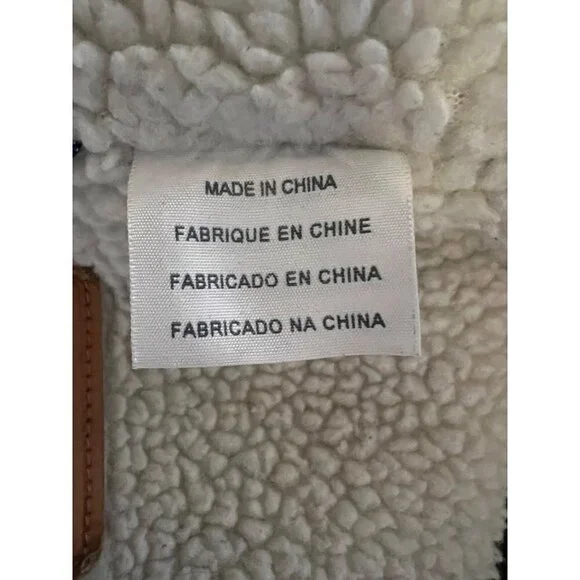 MADE IN CHINA
FABRIQUE EN CHINE
FABRICADO EN CHINA
FABRICADO NA CHINA